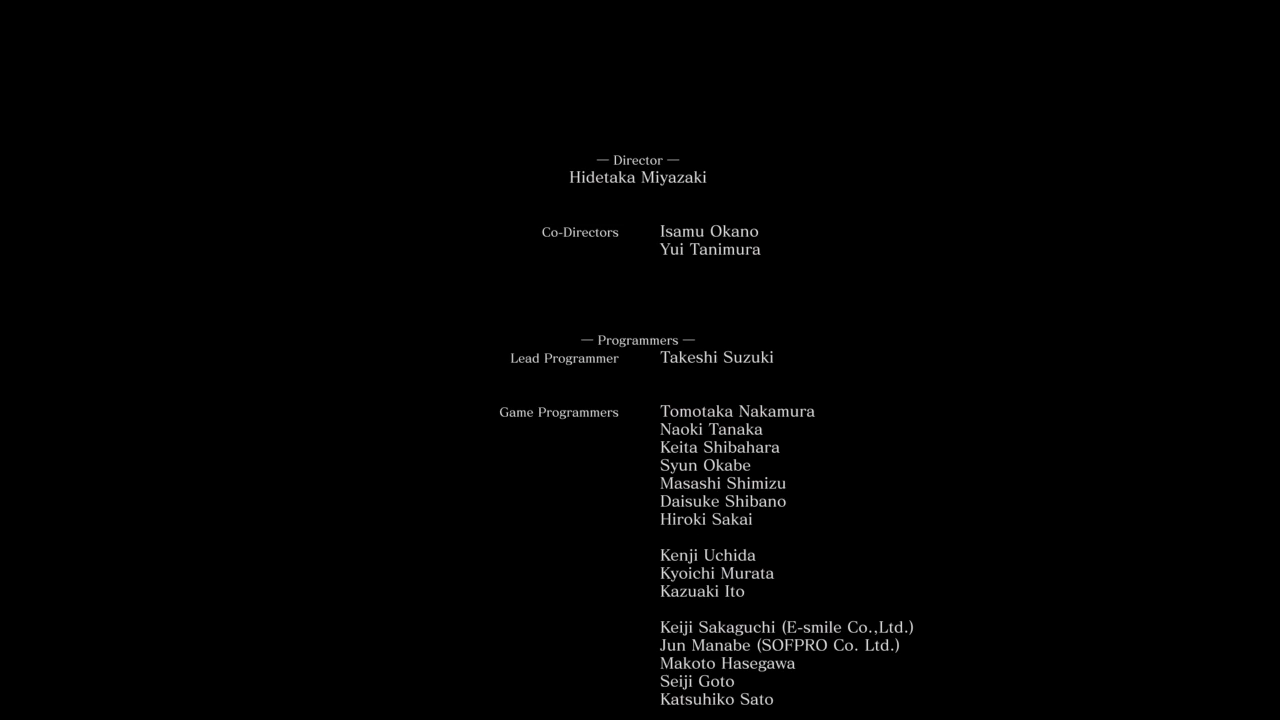 — Director —
Hidetaka Miyazaki
Co-Directors Isamu Okano
Yui Tanimura
— Programmers —
Lead Programmer Takeshi Suzuki
Game Programmers Tomotaka Nakamura
Naoki Tanaka
Keita Shibahara
Syun Okabe
Masashi Shimizu
Daisuke Shibano
Hiroki Sakai
Kenji Uchida
Kyoichi Murata
Kazuaki Ito
Keiji Sakaguchi (E-smile Co.,Ltd.)
Jun Manabe (SOFPRO Co. Ltd.)
Makoto Hasegawa
Seiji Goto
Katsuhiko Sato